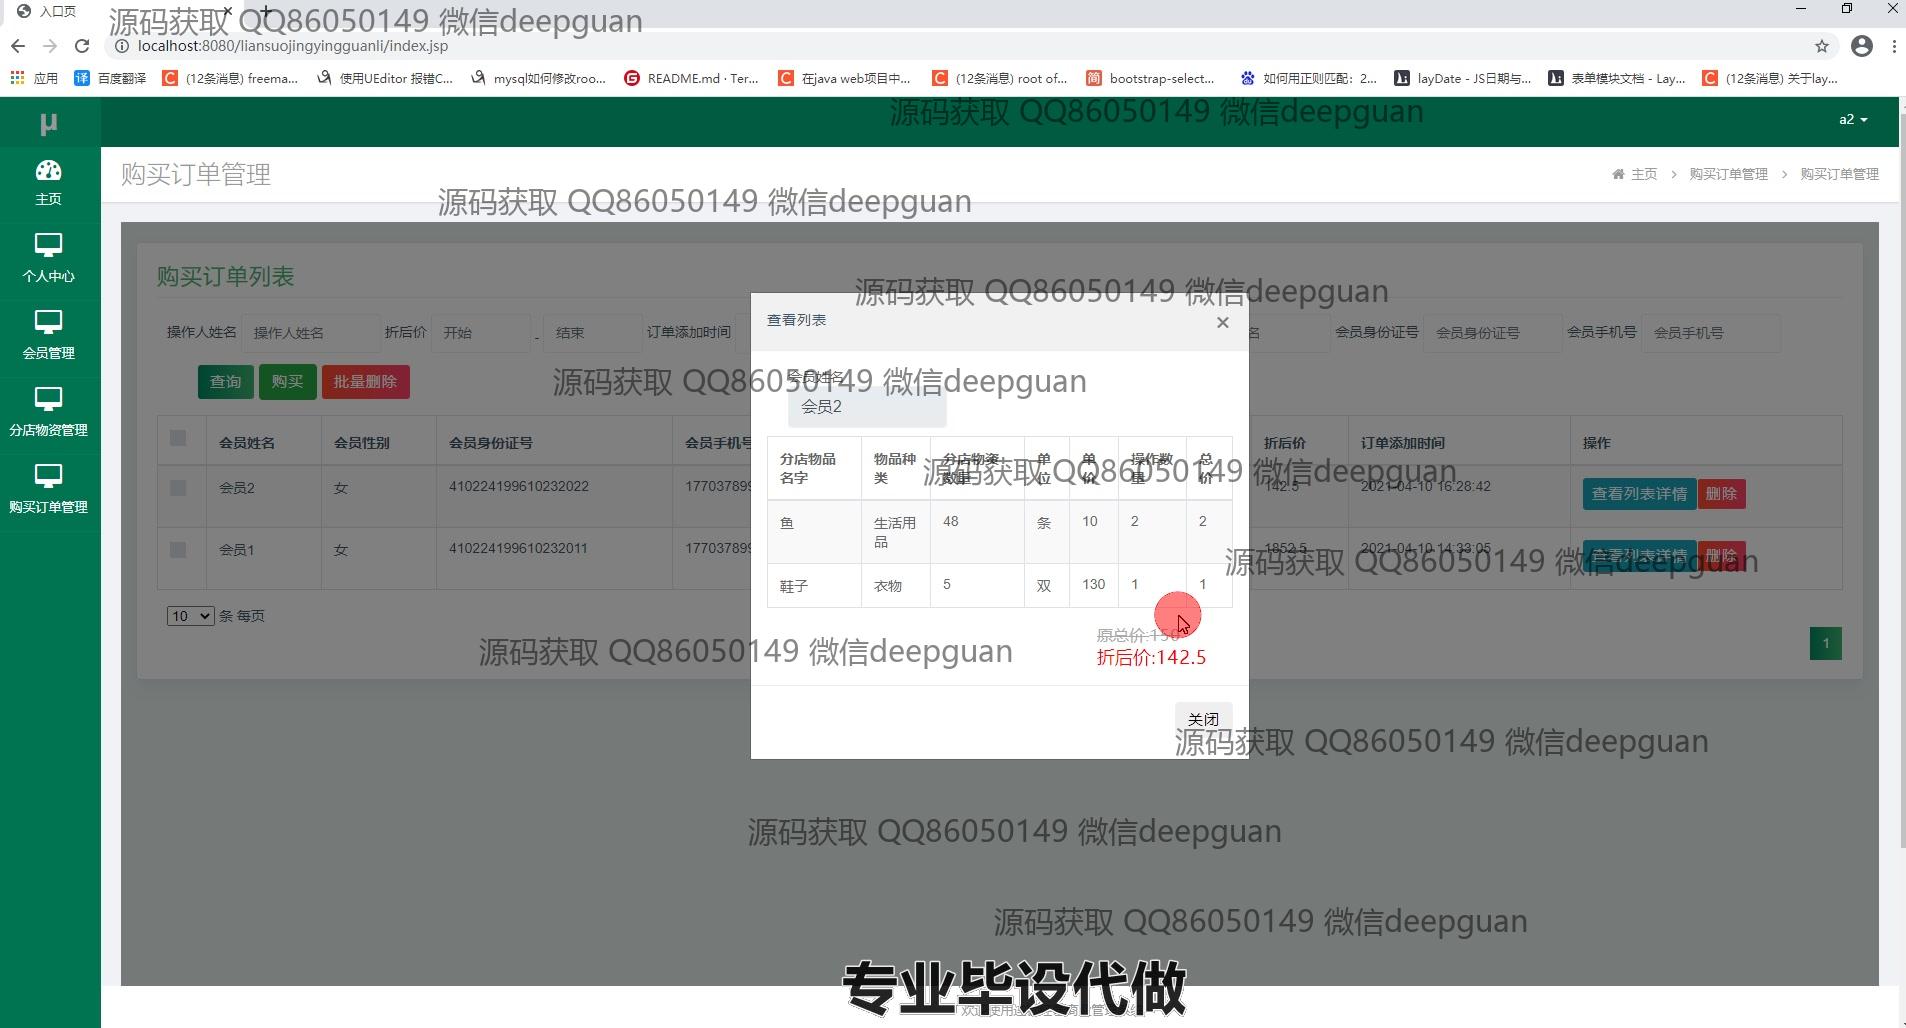 入口页
源码获取 QQ86050149 微信deepguan
localhost:8080/liansuojingyingguanli/index.jsp
应用
译 百度翻译
(12条消息) freema...
使用UEditor 报错C...
mysql如何修改roo...
README.md · Ter...
在java web项目中...
(12条消息) root of...
简 bootstrap-select...
如何用正则匹配：2...
layDate - JS日期与...
表单模块文档 - Lay...
(12条消息) 关于lay...
源码获取 QQ86050149 微信deepguan
μ
a2
主页
个人中心
会员管理
分店物资管理
购买订单管理
购买订单管理
主页 > 购买订单管理 > 购买订单管理
源码获取 QQ86050149 微信deepguan
购买订单列表
源码获取 QQ86050149 微信deepguan
操作人姓名 操作人姓名 折后价 开始 - 结束 订单添加时间
名 会员身份证号 会员身份证号 会员手机号 会员手机号
查询 购买 批量删除
源码获取 QQ86050149 微信deepguan
会员姓名 会员性别 会员身份证号 会员手机号
折后价 订单添加时间 操作
会员2 女 410224199610232022 177037899
142.5 2021-04-10 16:28:42 查看列表详情 删除
会员1 女 410224199610232011 177037899
1852.5 2021-04-10 14:33:05 查看列表详情 删除
10 条 每页
1
查看列表
×
会员姓名
会员2
分店物品名字 物品种类 分店物资数量 单位 单价 操作数量 总价
源码获取 QQ86050149 微信deepguan
鱼 生活用品 48 条 10 2 2
源码获取 QQ86050149 微信deepguan
鞋子 衣物 5 双 130 1 1
原总价:150
折后价:142.5
源码获取 QQ86050149 微信deepguan
关闭
源码获取 QQ86050149 微信deepguan
源码获取 QQ86050149 微信deepguan
源码获取 QQ86050149 微信deepguan
专业毕设代做